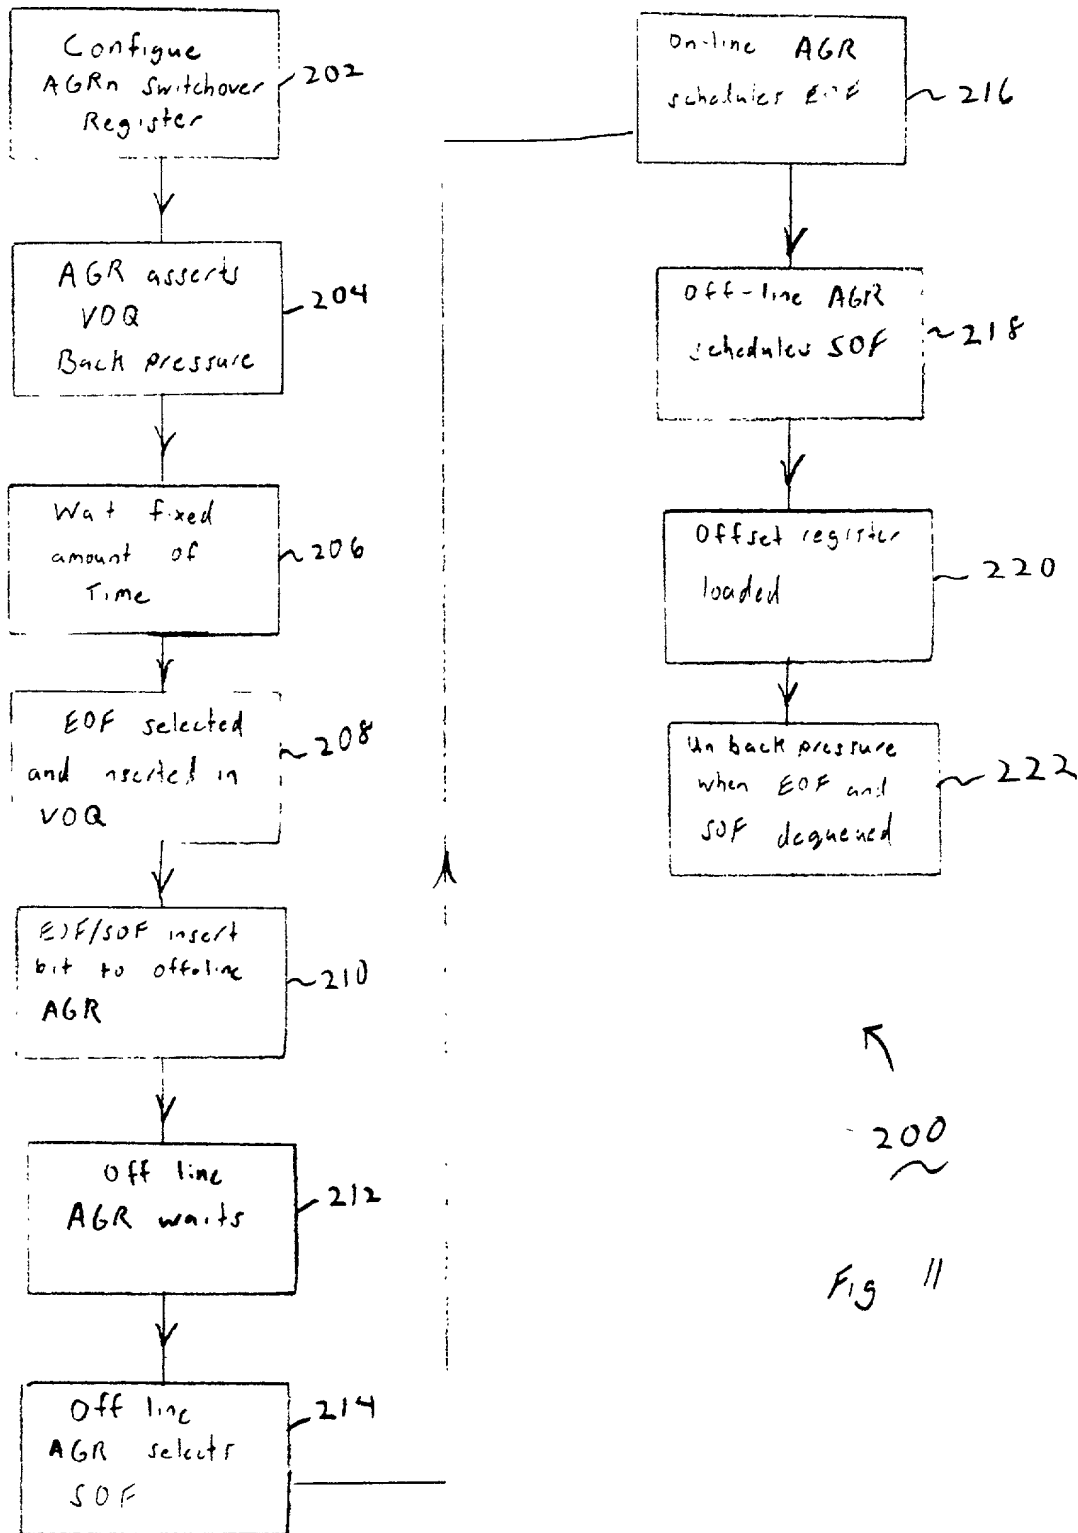 Configue
AGRn Switchover
Register
202
AGR asserts
VOQ
Back pressure
204
Wat fixed
amount of
Time
206
EOF selected
and nserted in
VOQ
208
EOF/SOF insert
bit to offline
AGR
210
Off line
AGR waits
212
Off line
AGR selects
SOF
214
On-line AGR
schedules EOF
216
Off-line AGR
schedules SOF
218
Offset register
loaded
220
Un back pressure
when EOF and
SOF dequeued
222
200
Fig 11